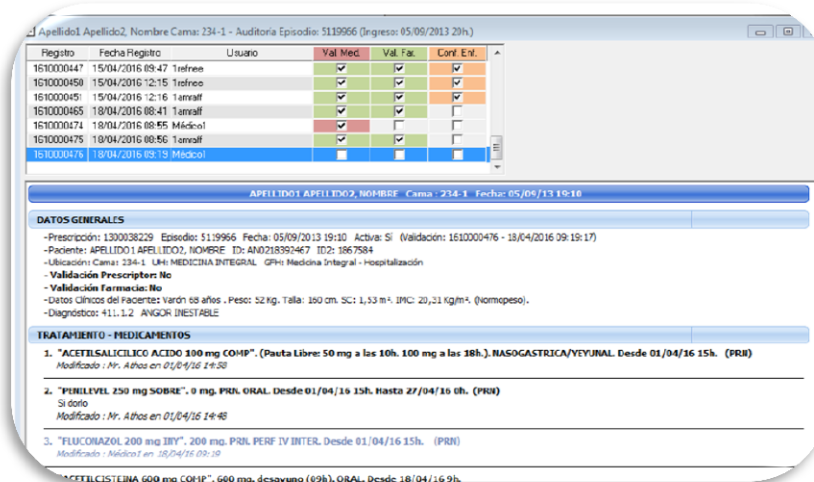 Apellido1 Apellido2, Nombre Cama: 234-1 - Auditoría Episodio: 5119966 (Ingreso: 05/09/2013 20h.)
Registro Fecha Registro Usuario Val. Med. Val. Far. Conf. Enf.
1610000447 15/04/2016 09:47 1refnee
1610000450 15/04/2016 12:15 1refnee
1610000451 15/04/2016 12:16 1amralf
1610000465 18/04/2016 08:41 1amralf
1610000474 18/04/2016 08:55 Médico1
1610000475 18/04/2016 08:56 1amralf
1610000476 18/04/2016 09:19 Médico1
APELLIDO1 APELLIDO2, NOMBRE Cama: 234-1 Fecha: 05/09/13 19:10
DATOS GENERALES
-Prescripción: 1300038229 Episodio: 5119966 Fecha: 05/09/2013 19:10 Activa: Sí (Validación: 1610000476 - 18/04/2016 09:19:17)
-Paciente: APELLIDO1 APELLIDO2, NOMBRE ID: AN0218392467 ID2: 1867584
-Ubicación: Cama: 234-1 UH: MEDICINA INTEGRAL GFH: Medicina Integral - Hospitalización
- Validación Prescriptor: No
- Validación Farmacia: No
-Datos Clínicos del Paciente: Varón 68 años . Peso: 52 Kg. Talla: 160 cm. SC: 1,53 m². IMC: 20,31 Kg/m². (Normopeso).
-Diagnóstico: 411.1.2 ANGOR INESTABLE
TRATAMIENTO - MEDICAMENTOS
1. "ACETILSALICILICO ACIDO 100 mg COMP". (Pauta Libre: 50 mg a las 10h. 100 mg a las 18h.). NASOGASTRICA/YEYUNAL. Desde 01/04/16 15h. (PRN)
Modificado : Mr. Athos en 01/04/16 14:58
2. "PENILEVEL 250 mg SOBRE". 0 mg. PRN. ORAL. Desde 01/04/16 15h. Hasta 27/04/16 0h. (PRN)
Si dorlo
Modificado : Mr. Athos en 01/04/16 14:48
3. "FLUCONAZOL 200 mg INY". 200 mg. PRN. PERF IV INTER. Desde 01/04/16 15h. (PRN)
Modificado : Médico1 en 18/04/16 09:19
"ACETILCISTEINA 600 mg COMP". 600 mg. desayuno (09h). ORAL. Desde 18/04/16 9h.